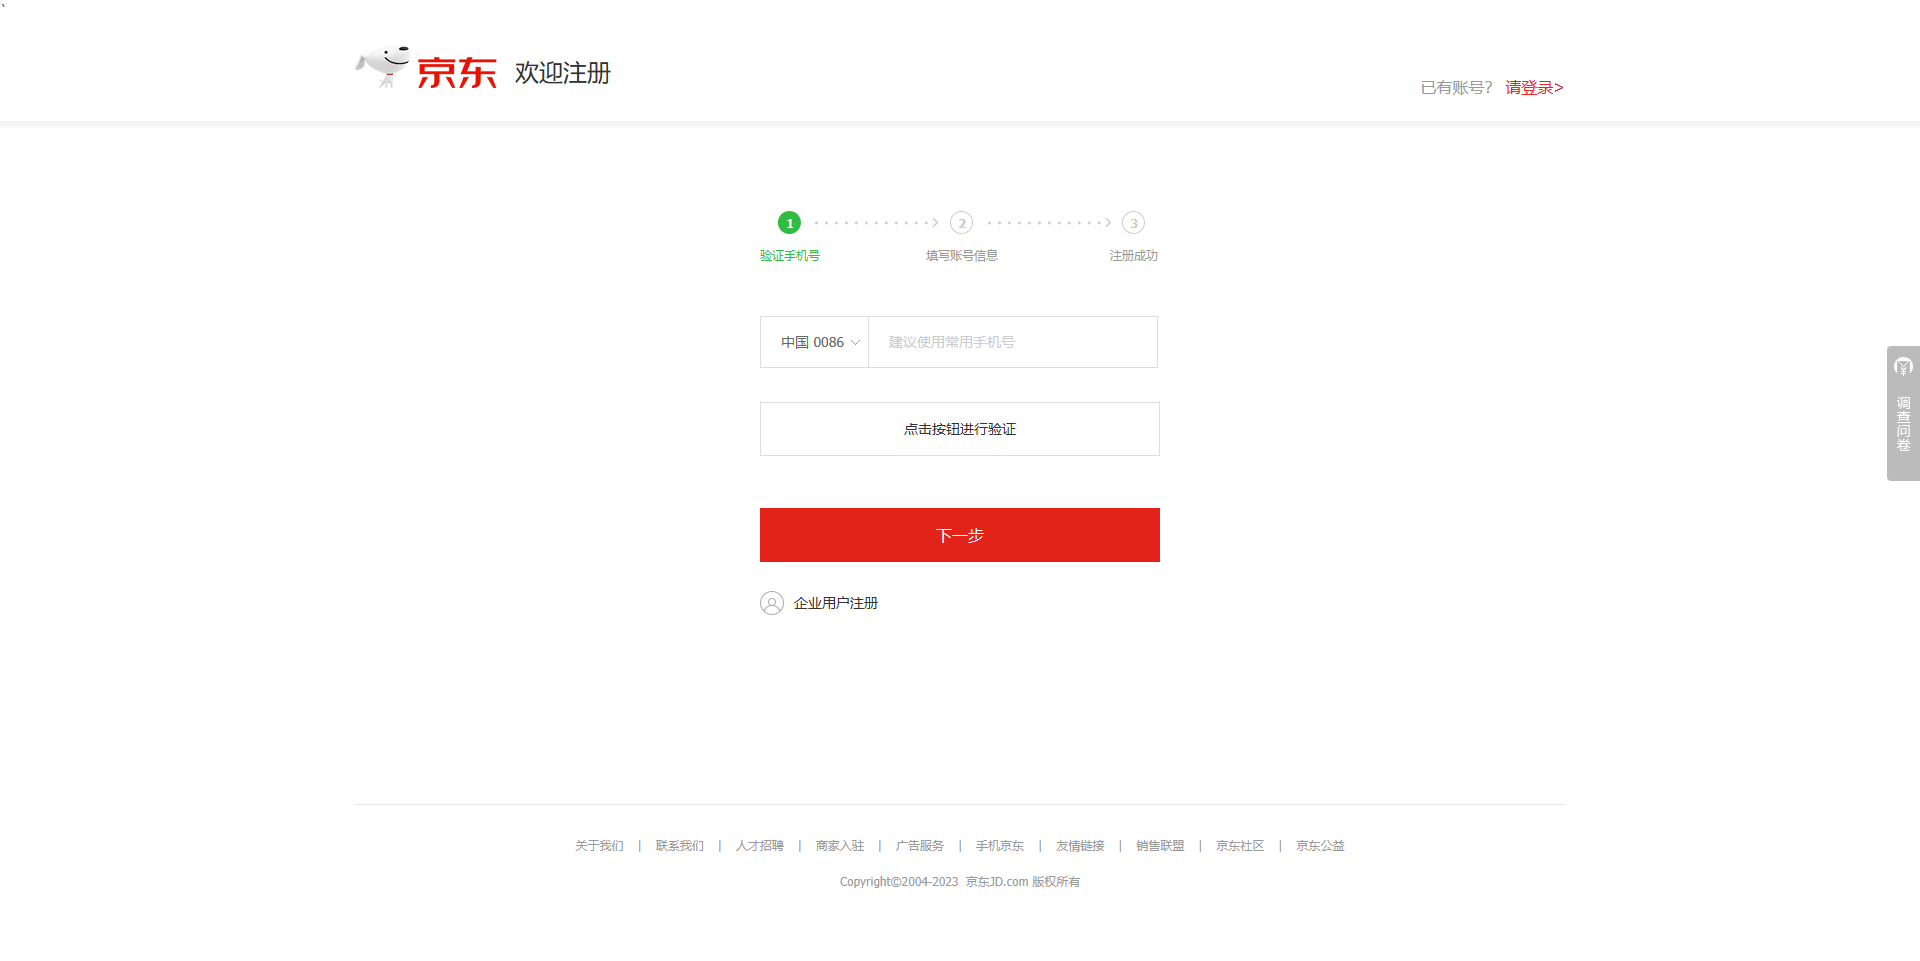 `
京东 欢迎注册
已有账号? 请登录>
1 2 3
验证手机号 填写账号信息 注册成功
中国 0086 建议使用常用手机号
点击按钮进行验证
下一步
企业用户注册
调查问卷
关于我们 | 联系我们 | 人才招聘 | 商家入驻 | 广告服务 | 手机京东 | 友情链接 | 销售联盟 | 京东社区 | 京东公益
Copyright©2004-2023 京东JD.com 版权所有